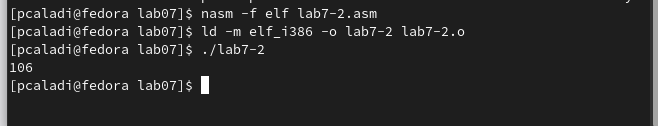 [pcaladi@fedora lab07]$ nasm -f elf lab7-2.asm
[pcaladi@fedora lab07]$ ld -m elf_i386 -o lab7-2 lab7-2.o
[pcaladi@fedora lab07]$ ./lab7-2
106
[pcaladi@fedora lab07]$